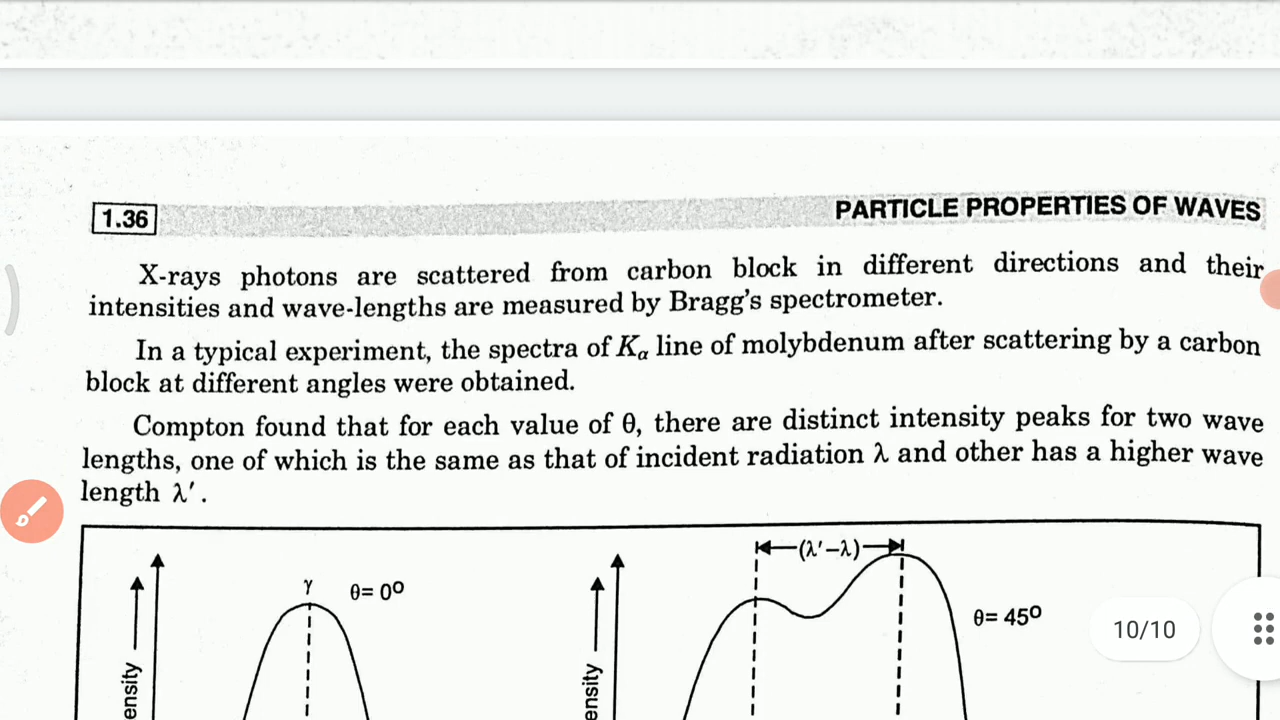 1.36
PARTICLE PROPERTIES OF WAVES
X-rays photons are scattered from carbon block in different directions and their
intensities and wave-lengths are measured by Bragg's spectrometer.
In a typical experiment, the spectra of Kα line of molybdenum after scattering by a carbon
block at different angles were obtained.
Compton found that for each value of θ, there are distinct intensity peaks for two wave
lengths, one of which is the same as that of incident radiation λ and other has a higher wave
length λ′.
(λ′–λ)
γ
θ= 0º
θ= 45º
ensity
ensity
10/10